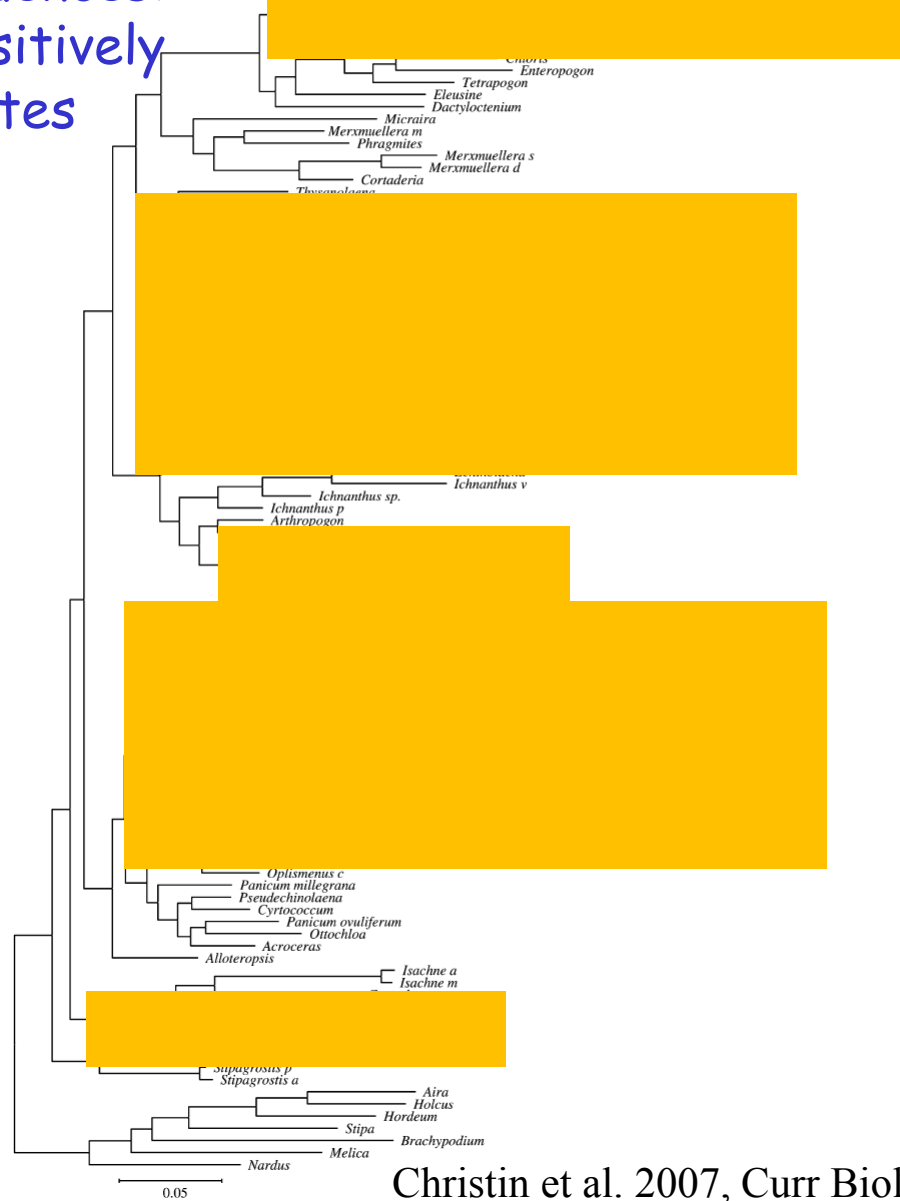 sitively
tes
Chloris
Enteropogon
Tetrapogon
Eleusine
Dactyloctenium
Micraira
Merxmuellera m
Phragmites
Merxmuellera s
Merxmuellera d
Cortaderia
Thysanolaena
Ichnanthus v
Ichnanthus sp.
Ichnanthus p
Arthropogon
Oplismenus c
Panicum millegrana
Pseudechinolaena
Cyrtococcum
Panicum ovuliferum
Ottochloa
Acroceras
Alloteropsis
Isachne a
Isachne m
Stipagrostis p
Stipagrostis a
Aira
Holcus
Hordeum
Stipa
Brachypodium
Melica
Nardus
0.05
Christin et al. 2007, Curr Biol